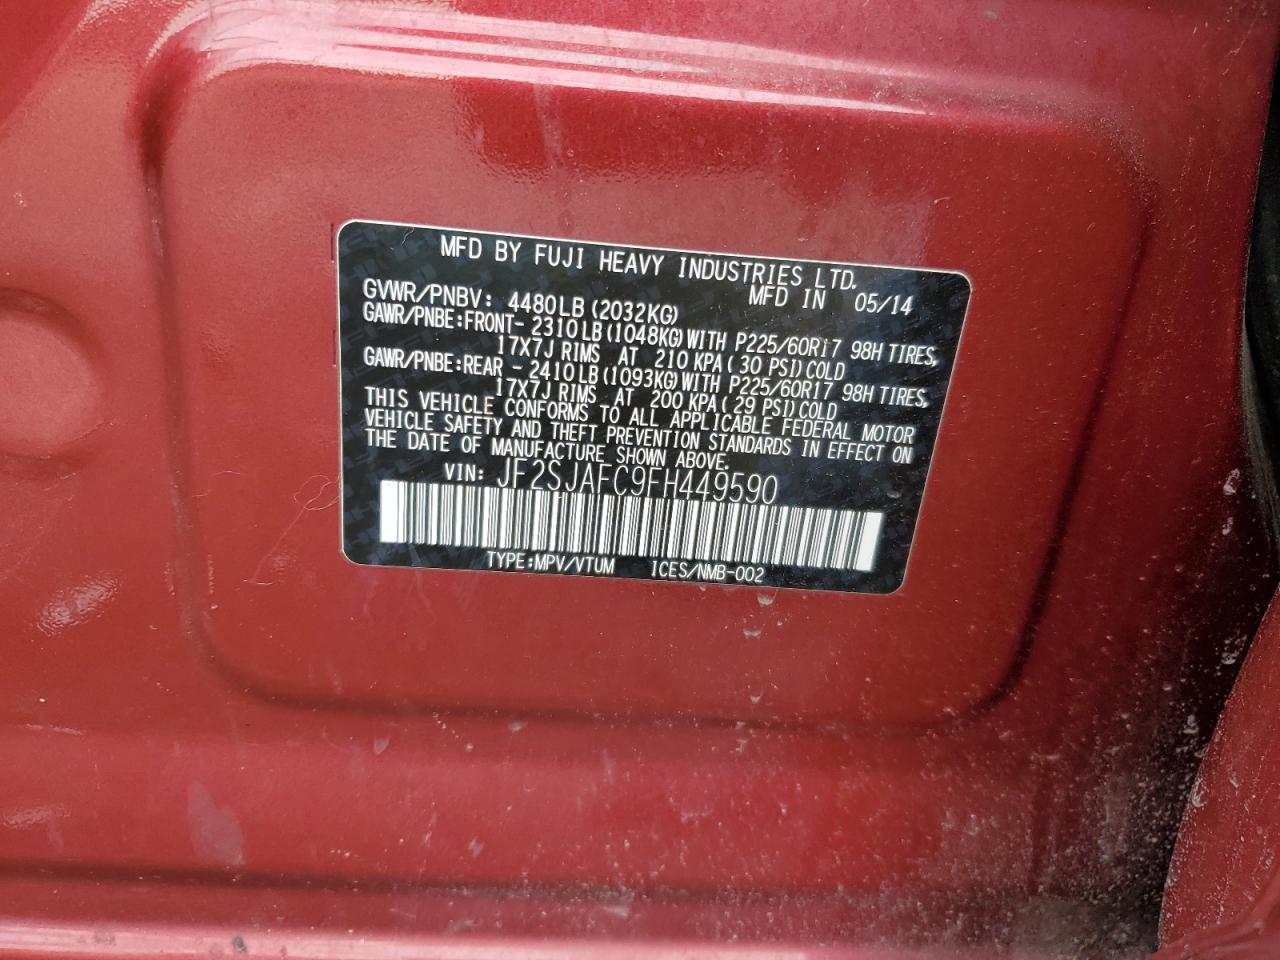 MFD BY FUJI HEAVY INDUSTRIES LTD.
MFD IN 05/14
GVWR/PNBV: 4480LB (2032KG)
GAWR/PNBE:FRONT- 2310LB(1048KG)WITH P225/60R17 98H TIRES,
17X7J RIMS AT 210 KPA( 30 PSI)COLD
GAWR/PNBE:REAR - 2410LB(1093KG)WITH P225/60R17 98H TIRES,
17X7J RIMS AT 200 KPA( 29 PSI)COLD
THIS VEHICLE CONFORMS TO ALL APPLICABLE FEDERAL MOTOR
VEHICLE SAFETY AND THEFT PREVENTION STANDARDS IN EFFECT ON
THE DATE OF MANUFACTURE SHOWN ABOVE.
VIN: JF2SJAFC9FH449590
TYPE:MPV/VTUM ICES/NMB-002